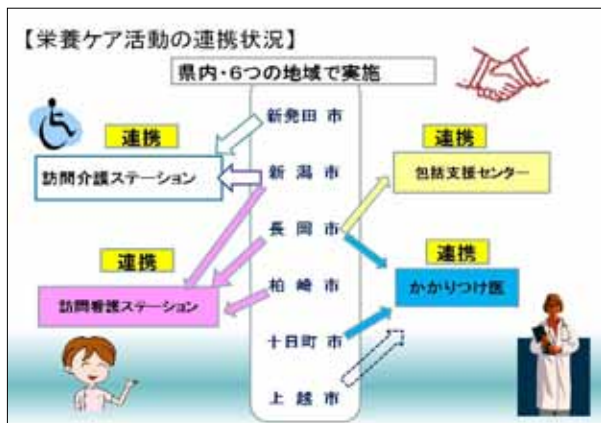 【栄養ケア活動の連携状況】
県内・6つの地域で実施
新発田 市
連携
訪問介護ステーション
新 潟 市
連携
包括支援センター
長 岡 市
連携
訪問看護ステーション
柏 崎 市
連携
かかりつけ医
十日町 市
上 越 市